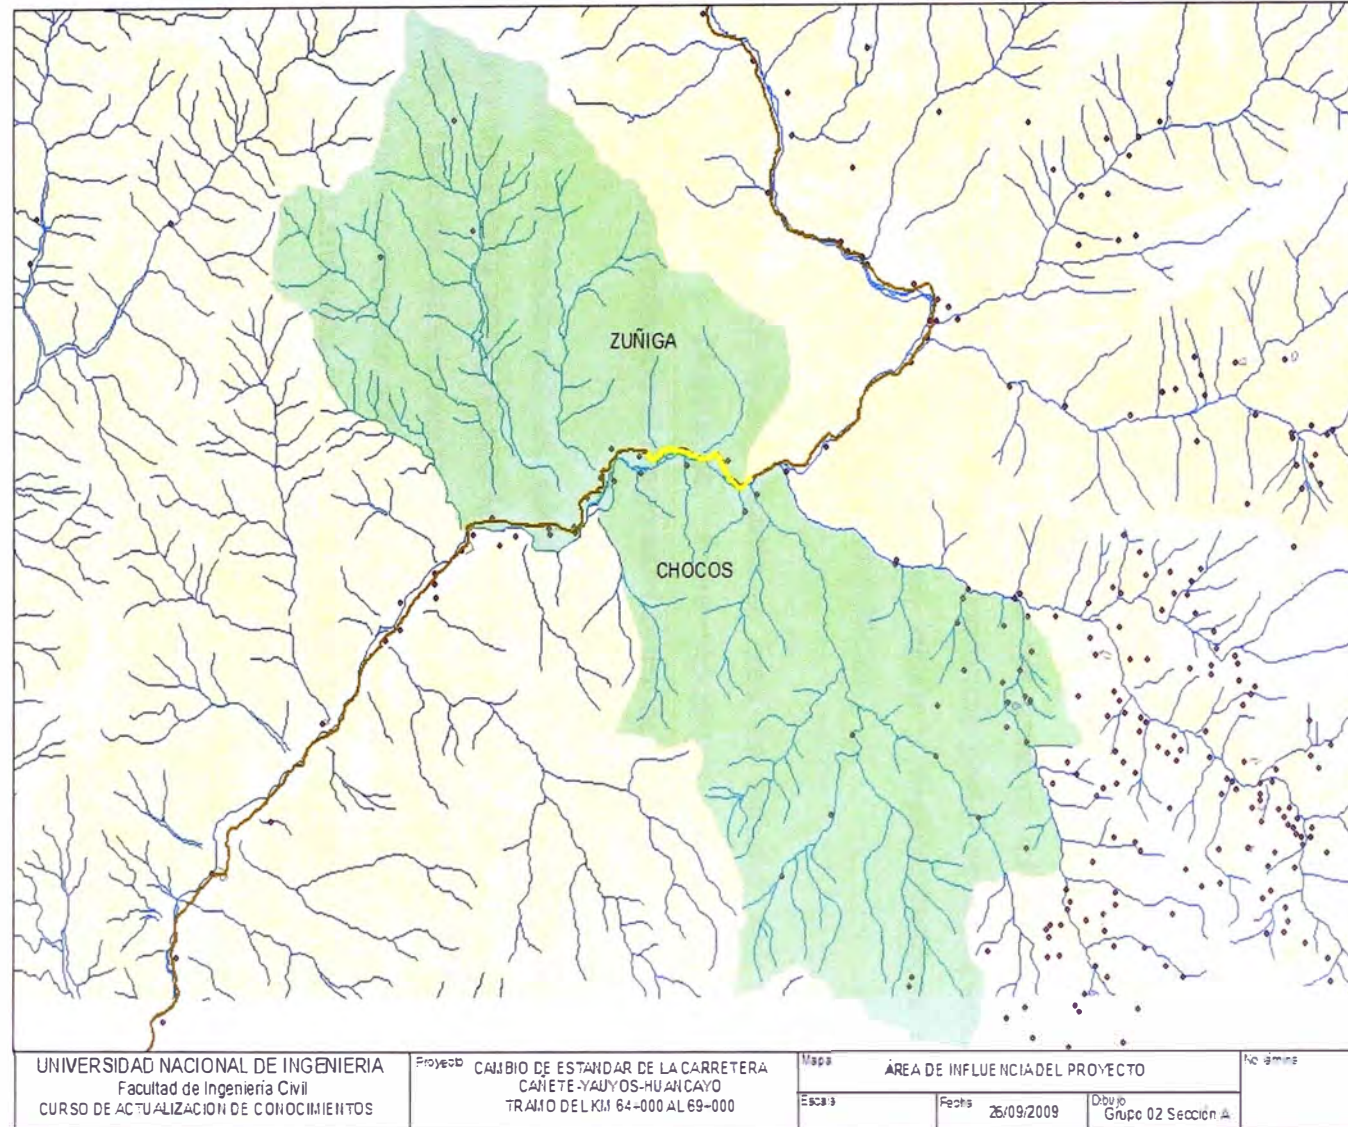 ZUÑIGA
CHOCOS
UNIVERSIDAD NACIONAL DE INGENIERIA
Facultad de Ingeniería Civil
CURSO DE ACTUALIZACION DE CONOCIMIENTOS
Proyecto
CAMBIO DE ESTANDAR DE LA CARRETERA
CAÑETE-YAUYOS-HUANCAYO
TRAMO DEL KM 64+000 AL 69+000
Mapa
ÁREA DE INFLUENCIA DEL PROYECTO
Escala
Fecha
26/09/2009
Dibujo
Grupo 02 Sección A
No lámina